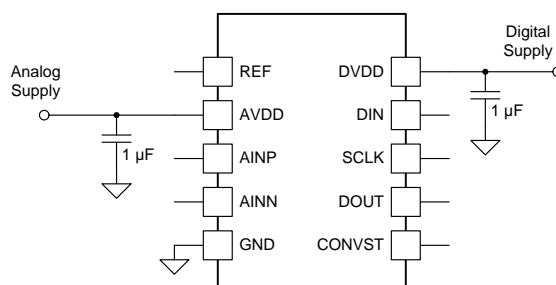 Analog
Supply
1 µF
REF
AVDD
AINP
AINN
GND
DVDD
DIN
SCLK
DOUT
CONVST
Digital
Supply
1 µF